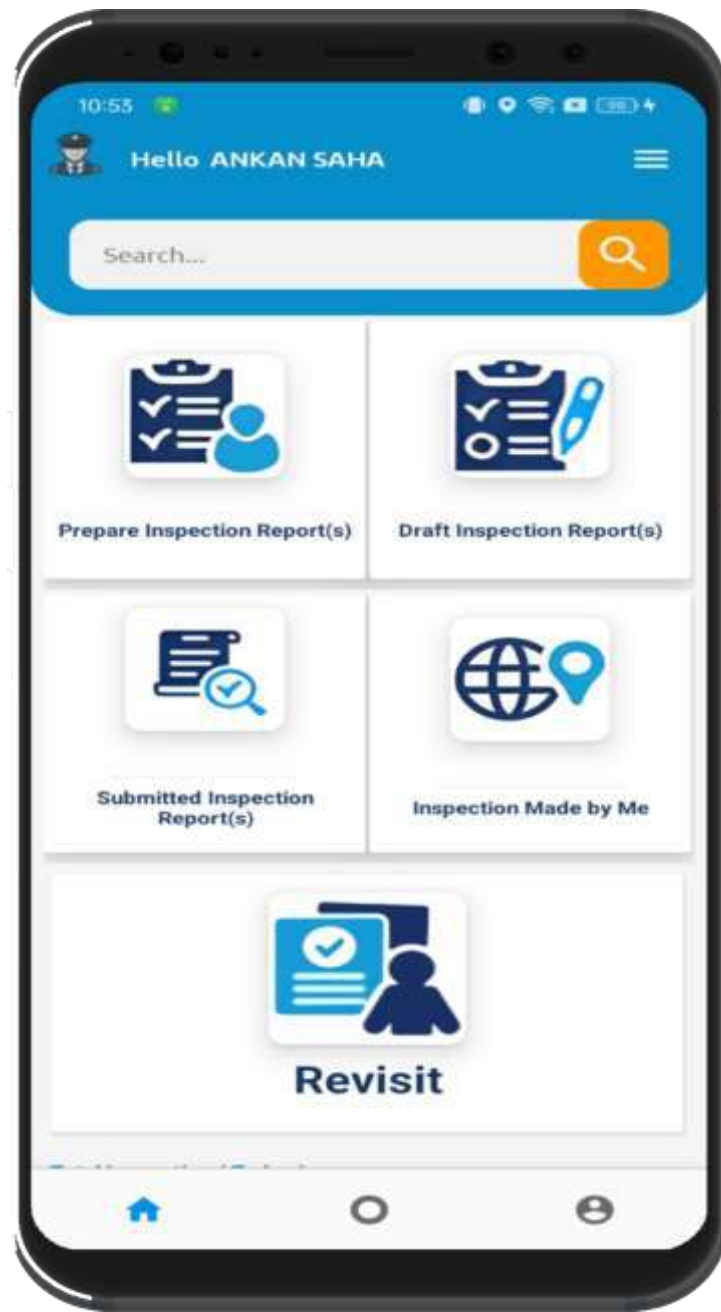 10:53
Hello ANKAN SAHA
Search...
Prepare Inspection Report(s)
Draft Inspection Report(s)
Submitted Inspection
Report(s)
Inspection Made by Me
Revisit